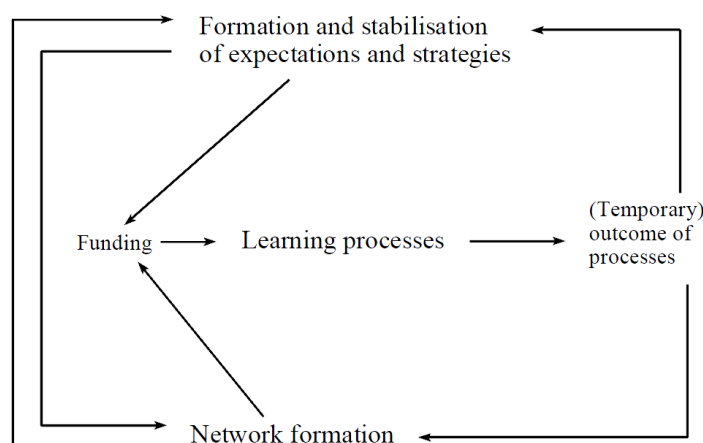 Formation and stabilisation
of expectations and strategies
(Temporary)
outcome of
processes
Funding
Learning processes
Network formation